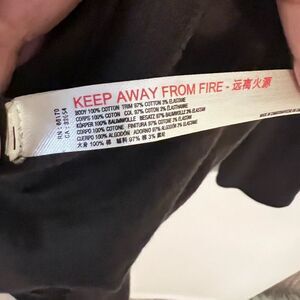 KEEP AWAY FROM FIRE - 远离火源
BODY 100% COTTON TRIM 97% COTTON 3% ELASTANE
CORPS 100% COTON COL 97% COTON 3% ELASTHANNE
KÖRPER 100% BAUMWOLLE BESATZ 97% BAUMWOLLE 3% ELASTAN
CORPO 100% COTONE FINITURA 97% COTONE 3% ELASTANE
CUERPO 100% ALGODÓN ADORNO 97% ALGODÓN 3% ELASTANO
大身 100% 棉 辅料 97% 棉 3% 氨纶
MADE IN